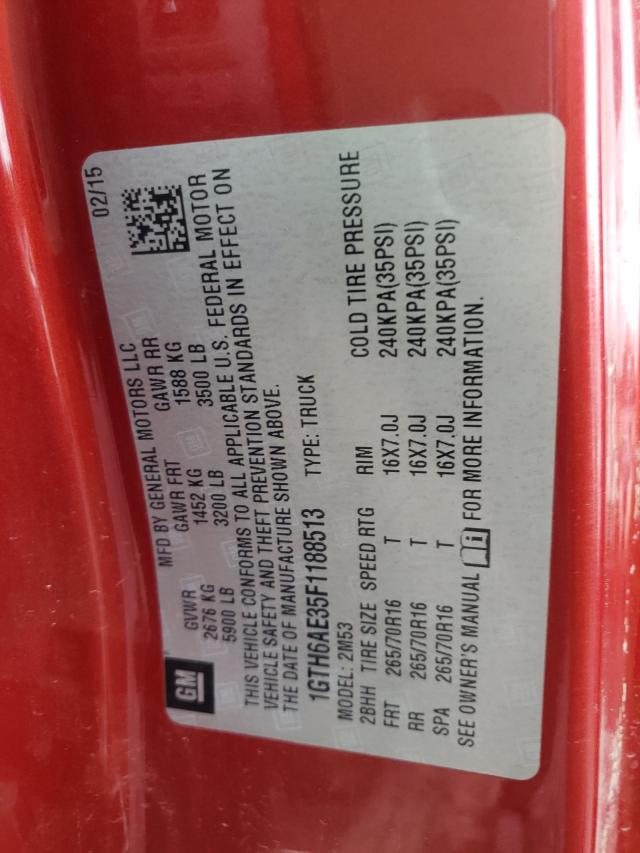 GM
MFD BY GENERAL MOTORS LLC 02/15
GVWR GAWR FRT GAWR RR
2676 KG 1452 KG 1588 KG
5900 LB 3200 LB 3500 LB
THIS VEHICLE CONFORMS TO ALL APPLICABLE U.S. FEDERAL MOTOR
VEHICLE SAFETY AND THEFT PREVENTION STANDARDS IN EFFECT ON
THE DATE OF MANUFACTURE SHOWN ABOVE.
1GTH6AE35F1188513 TYPE: TRUCK
MODEL: 2M53
2BHH TIRE SIZE SPEED RTG RIM COLD TIRE PRESSURE
FRT 265/70R16 T 16X7.0J 240KPA(35PSI)
RR 265/70R16 T 16X7.0J 240KPA(35PSI)
SPA 265/70R16 T 16X7.0J 240KPA(35PSI)
SEE OWNER'S MANUAL FOR MORE INFORMATION.